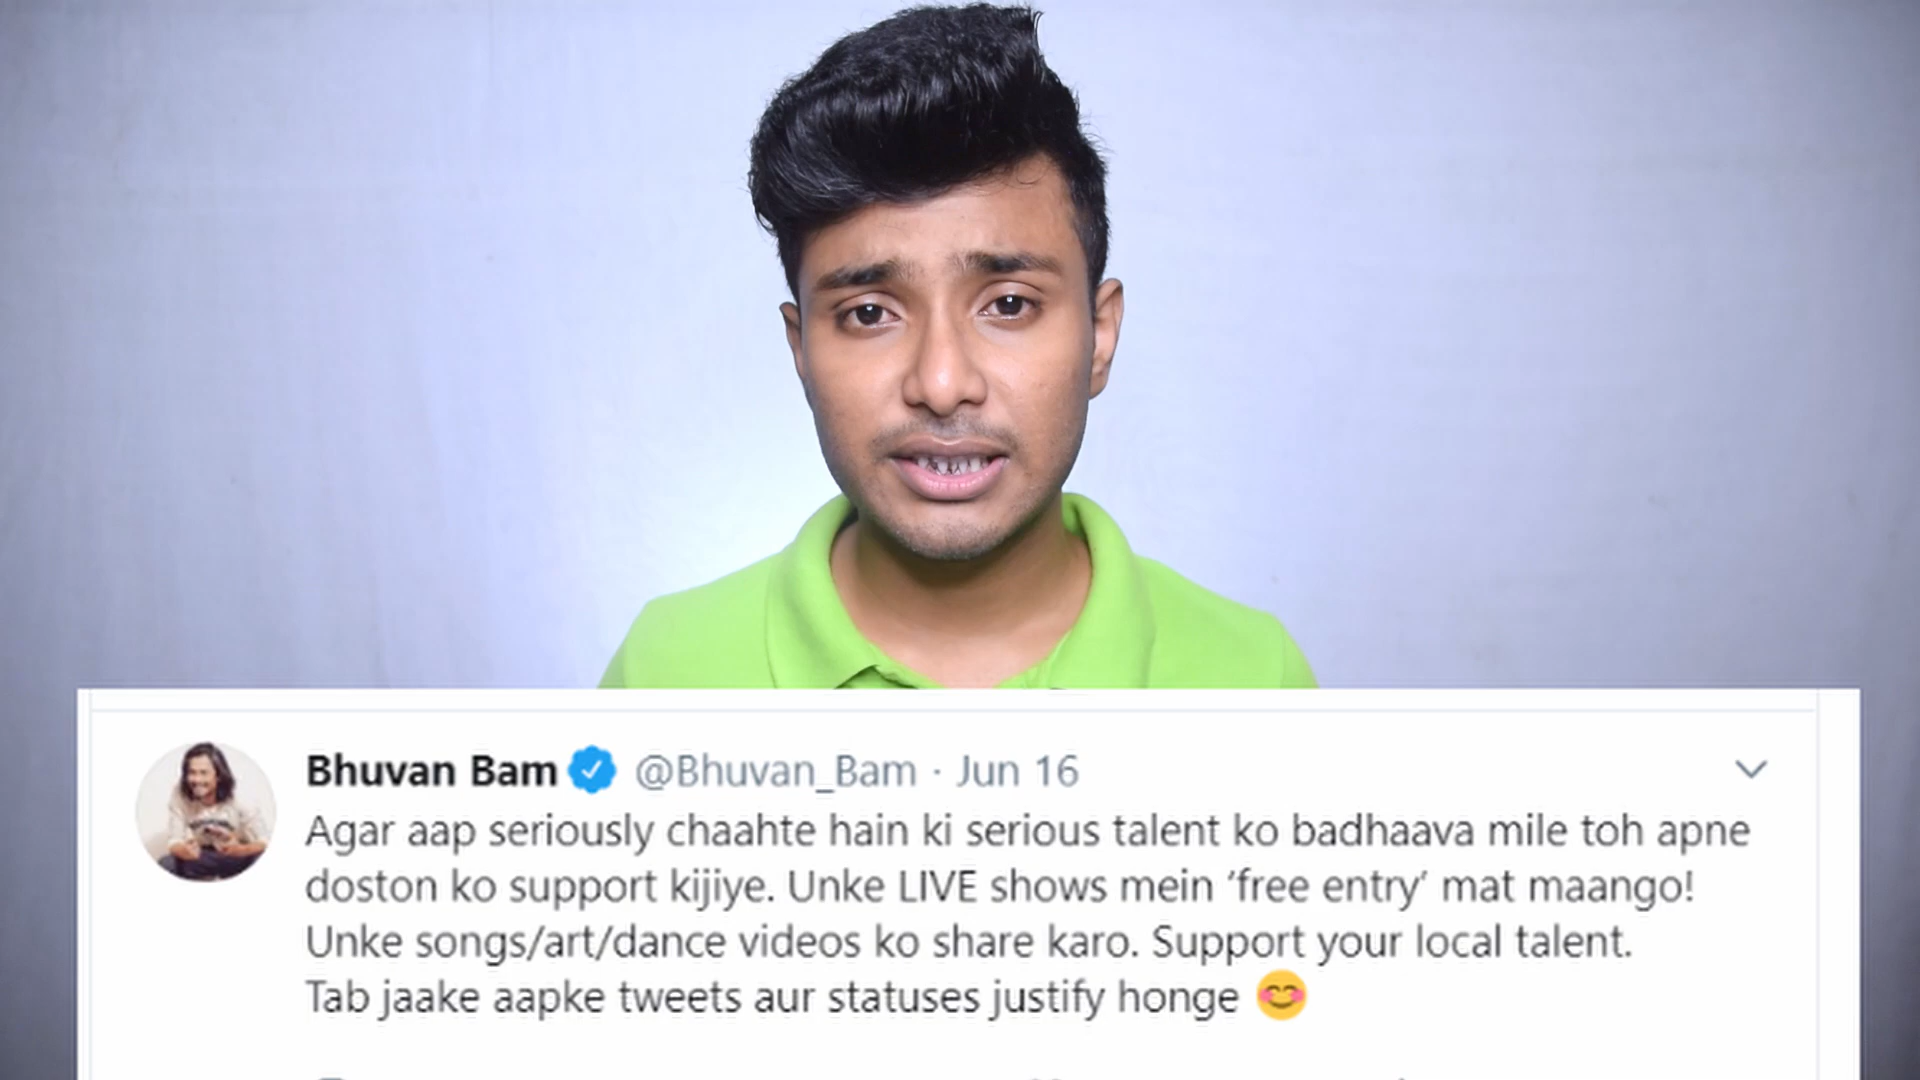 Bhuvan Bam @Bhuvan_Bam · Jun 16
Agar aap seriously chaahte hain ki serious talent ko badhaava mile toh apne
doston ko support kijiye. Unke LIVE shows mein ‘free entry’ mat maango!
Unke songs/art/dance videos ko share karo. Support your local talent.
Tab jaake aapke tweets aur statuses justify honge 😊